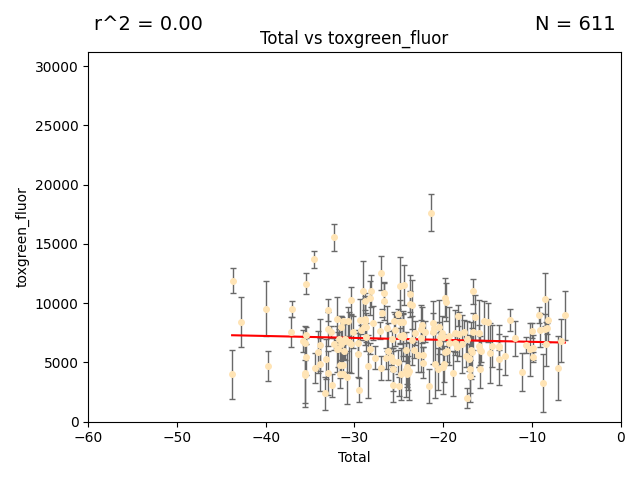 r^2 = 0.00
N = 611
Total vs toxgreen_fluor
30000
25000
20000
15000
10000
5000
0
toxgreen_fluor
−60
−50
−40
−30
−20
−10
0
Total